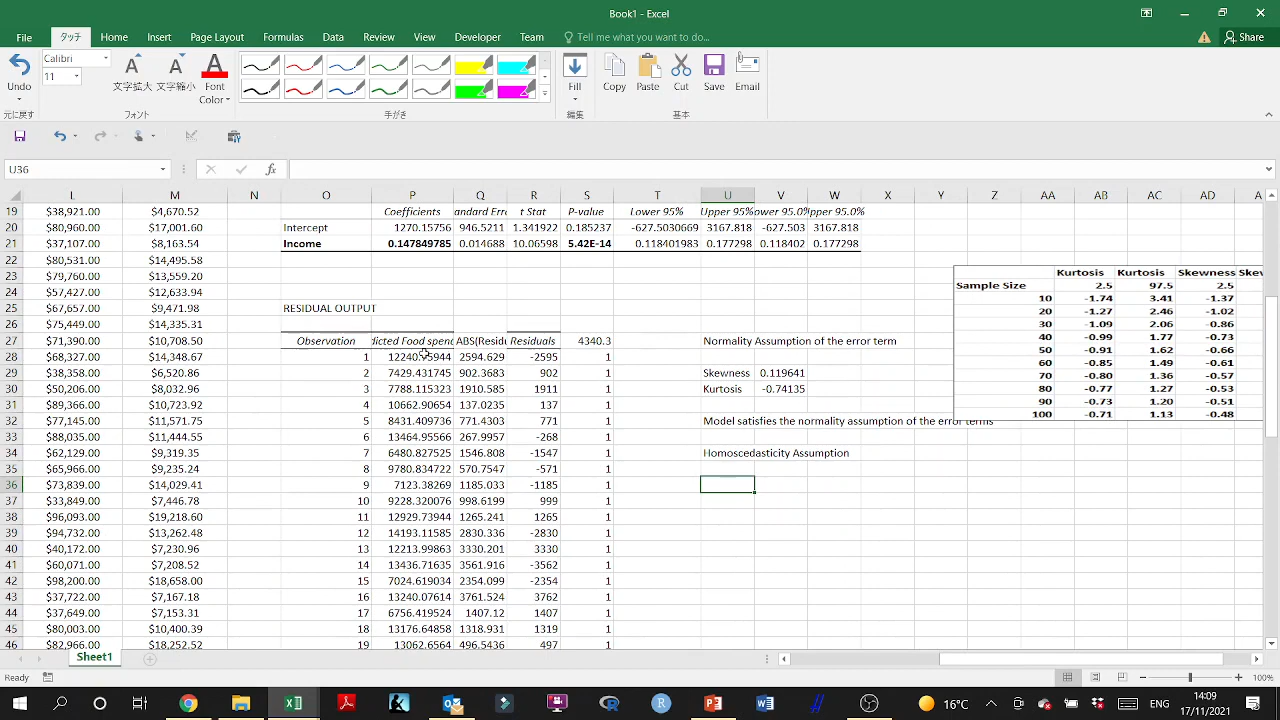 Book1 - Excel
File タッチ Home Insert Page Layout Formulas Data Review View Developer Team Tell me what you want to do... Share
Calibri
11
Undo 文字拡大 文字縮小 Font Color Fill Copy Paste Cut Save Email
元に戻す フォント 手がき 編集 基本
U36
L M N O P Q R S T U V W X Y Z AA AB AC AD A
19 $38,921.00 $4,670.52 Coefficients andard Erro t Stat P-value Lower 95% Upper 95% ower 95.0% pper 95.0%
20 $80,960.00 $17,001.60 Intercept 1270.15756 946.5211 1.341922 0.185237 -627.5030669 3167.818 -627.503 3167.818
21 $37,107.00 $8,163.54 Income 0.147849785 0.014688 10.06598 5.42E-14 0.118401983 0.177298 0.118402 0.177298
22 $80,531.00 $14,495.58
23 $79,760.00 $13,559.20
24 $57,427.00 $12,633.94
25 $67,657.00 $9,471.98 RESIDUAL OUTPUT
26 $75,449.00 $14,335.31
27 $71,390.00 $10,708.50 Observation dicted Food spend ABS(Residu Residuals 4340.3 Normality Assumption of the error term
28 $68,327.00 $14,348.67 1 12240.95944 2594.629 -2595 1
29 $38,358.00 $6,520.86 2 7429.431745 902.3683 902 1 Skewness 0.119641
30 $50,206.00 $8,032.96 3 7788.115323 1910.585 1911 1 Kurtosis -0.74135
31 $89,366.00 $10,723.92 4 10662.90654 137.0235 137 1
32 $77,145.00 $11,571.75 5 8431.409736 771.4303 771 1 Model satisfies the normality assumption of the error terms
33 $88,035.00 $11,444.55 6 13464.95566 267.9957 -268 1
34 $62,129.00 $9,319.35 7 6480.827525 1546.808 -1547 1 Homoscedasticity Assumption
35 $65,966.00 $9,235.24 8 9780.834722 570.7547 -571 1
36 $73,839.00 $14,029.41 9 7123.38269 1185.033 -1185 1
37 $33,849.00 $7,446.78 10 9228.320076 998.6199 999 1
38 $96,093.00 $19,218.60 11 12929.73944 1265.241 1265 1
39 $94,732.00 $13,262.48 12 14193.11585 2830.336 -2830 1
40 $40,172.00 $7,230.96 13 12213.99863 3330.201 3330 1
41 $60,071.00 $7,208.52 14 13436.71635 3561.916 -3562 1
42 $98,200.00 $18,658.00 15 7024.619034 2354.099 -2354 1
43 $37,722.00 $7,167.18 16 13240.07614 3761.524 3762 1
44 $37,649.00 $7,153.31 17 6756.419524 1407.12 1407 1
45 $80,003.00 $10,400.39 18 13176.64858 1318.931 1319 1
46 $82,966.00 $18,252.52 19 13062.6564 496.5436 497 1
Kurtosis Kurtosis Skewness Skew
Sample Size 2.5 97.5 2.5
10 -1.74 3.41 -1.37
20 -1.27 2.46 -1.02
30 -1.09 2.06 -0.86
40 -0.99 1.77 -0.73
50 -0.91 1.62 -0.66
60 -0.85 1.49 -0.61
70 -0.80 1.36 -0.57
80 -0.77 1.27 -0.53
90 -0.73 1.20 -0.51
100 -0.71 1.13 -0.48
Sheet1
Ready 100%
16°C 14:09
17/11/2021